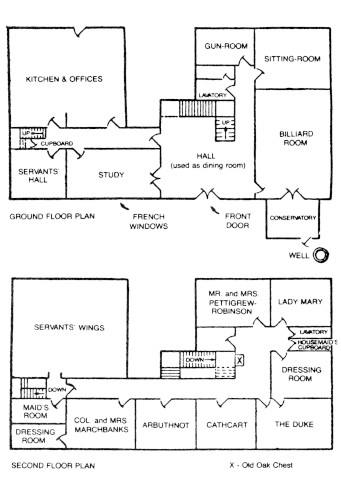 GUN-ROOM
SITTING-ROOM
KITCHEN & OFFICES
LAVATORY
UP
UP
CUPBOARD
BILLIARD
ROOM
HALL
(used as dining room)
SERVANTS'
HALL
STUDY
GROUND FLOOR PLAN
FRENCH
WINDOWS
FRONT
DOOR
CONSERVATORY
WELL
MR. and MRS.
PETTIGREW-
ROBINSON
LADY MARY
SERVANTS' WINGS
LAVATORY
HOUSEMAID'S
CUPBOARD
DOWN
X
DRESSING
ROOM
DOWN
MAID'S
ROOM
COL. and MRS
MARCHBANKS
ARBUTHNOT
CATHCART
THE DUKE
DRESSING
ROOM
SECOND FLOOR PLAN
X - Old Oak Chest